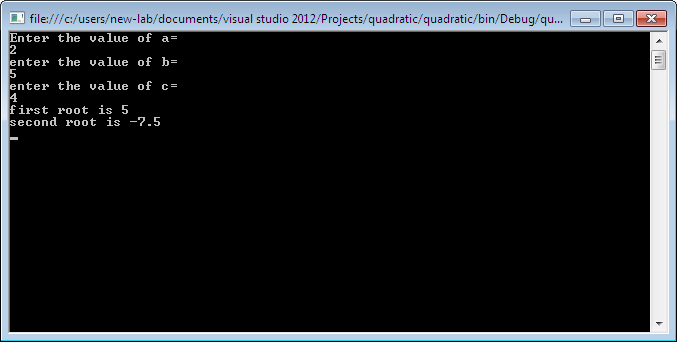 file:///c:/users/new-lab/documents/visual studio 2012/Projects/quadratic/quadratic/bin/Debug/qu...
Enter the value of a=
2
enter the value of b=
5
enter the value of c=
4
first root is 5
second root is -7.5